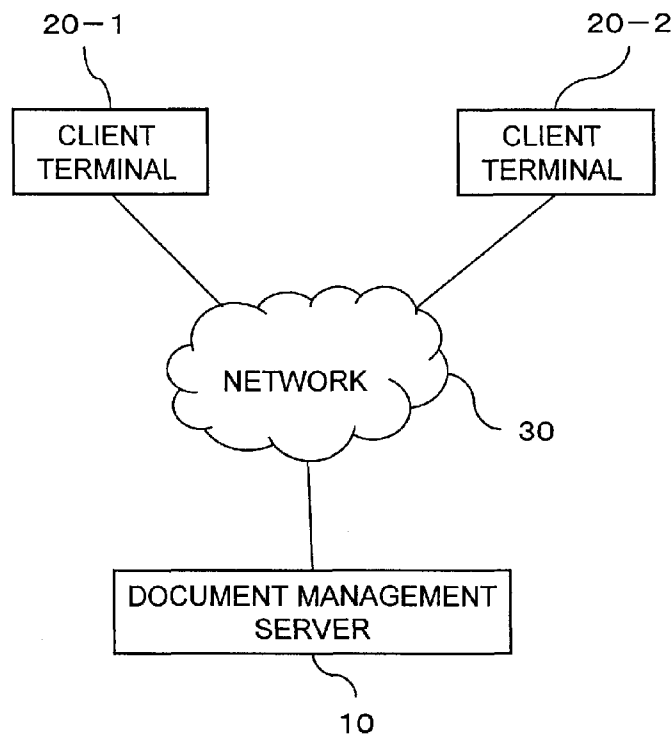 20-1
20-2
CLIENT
TERMINAL
CLIENT
TERMINAL
NETWORK
30
DOCUMENT MANAGEMENT
SERVER
10